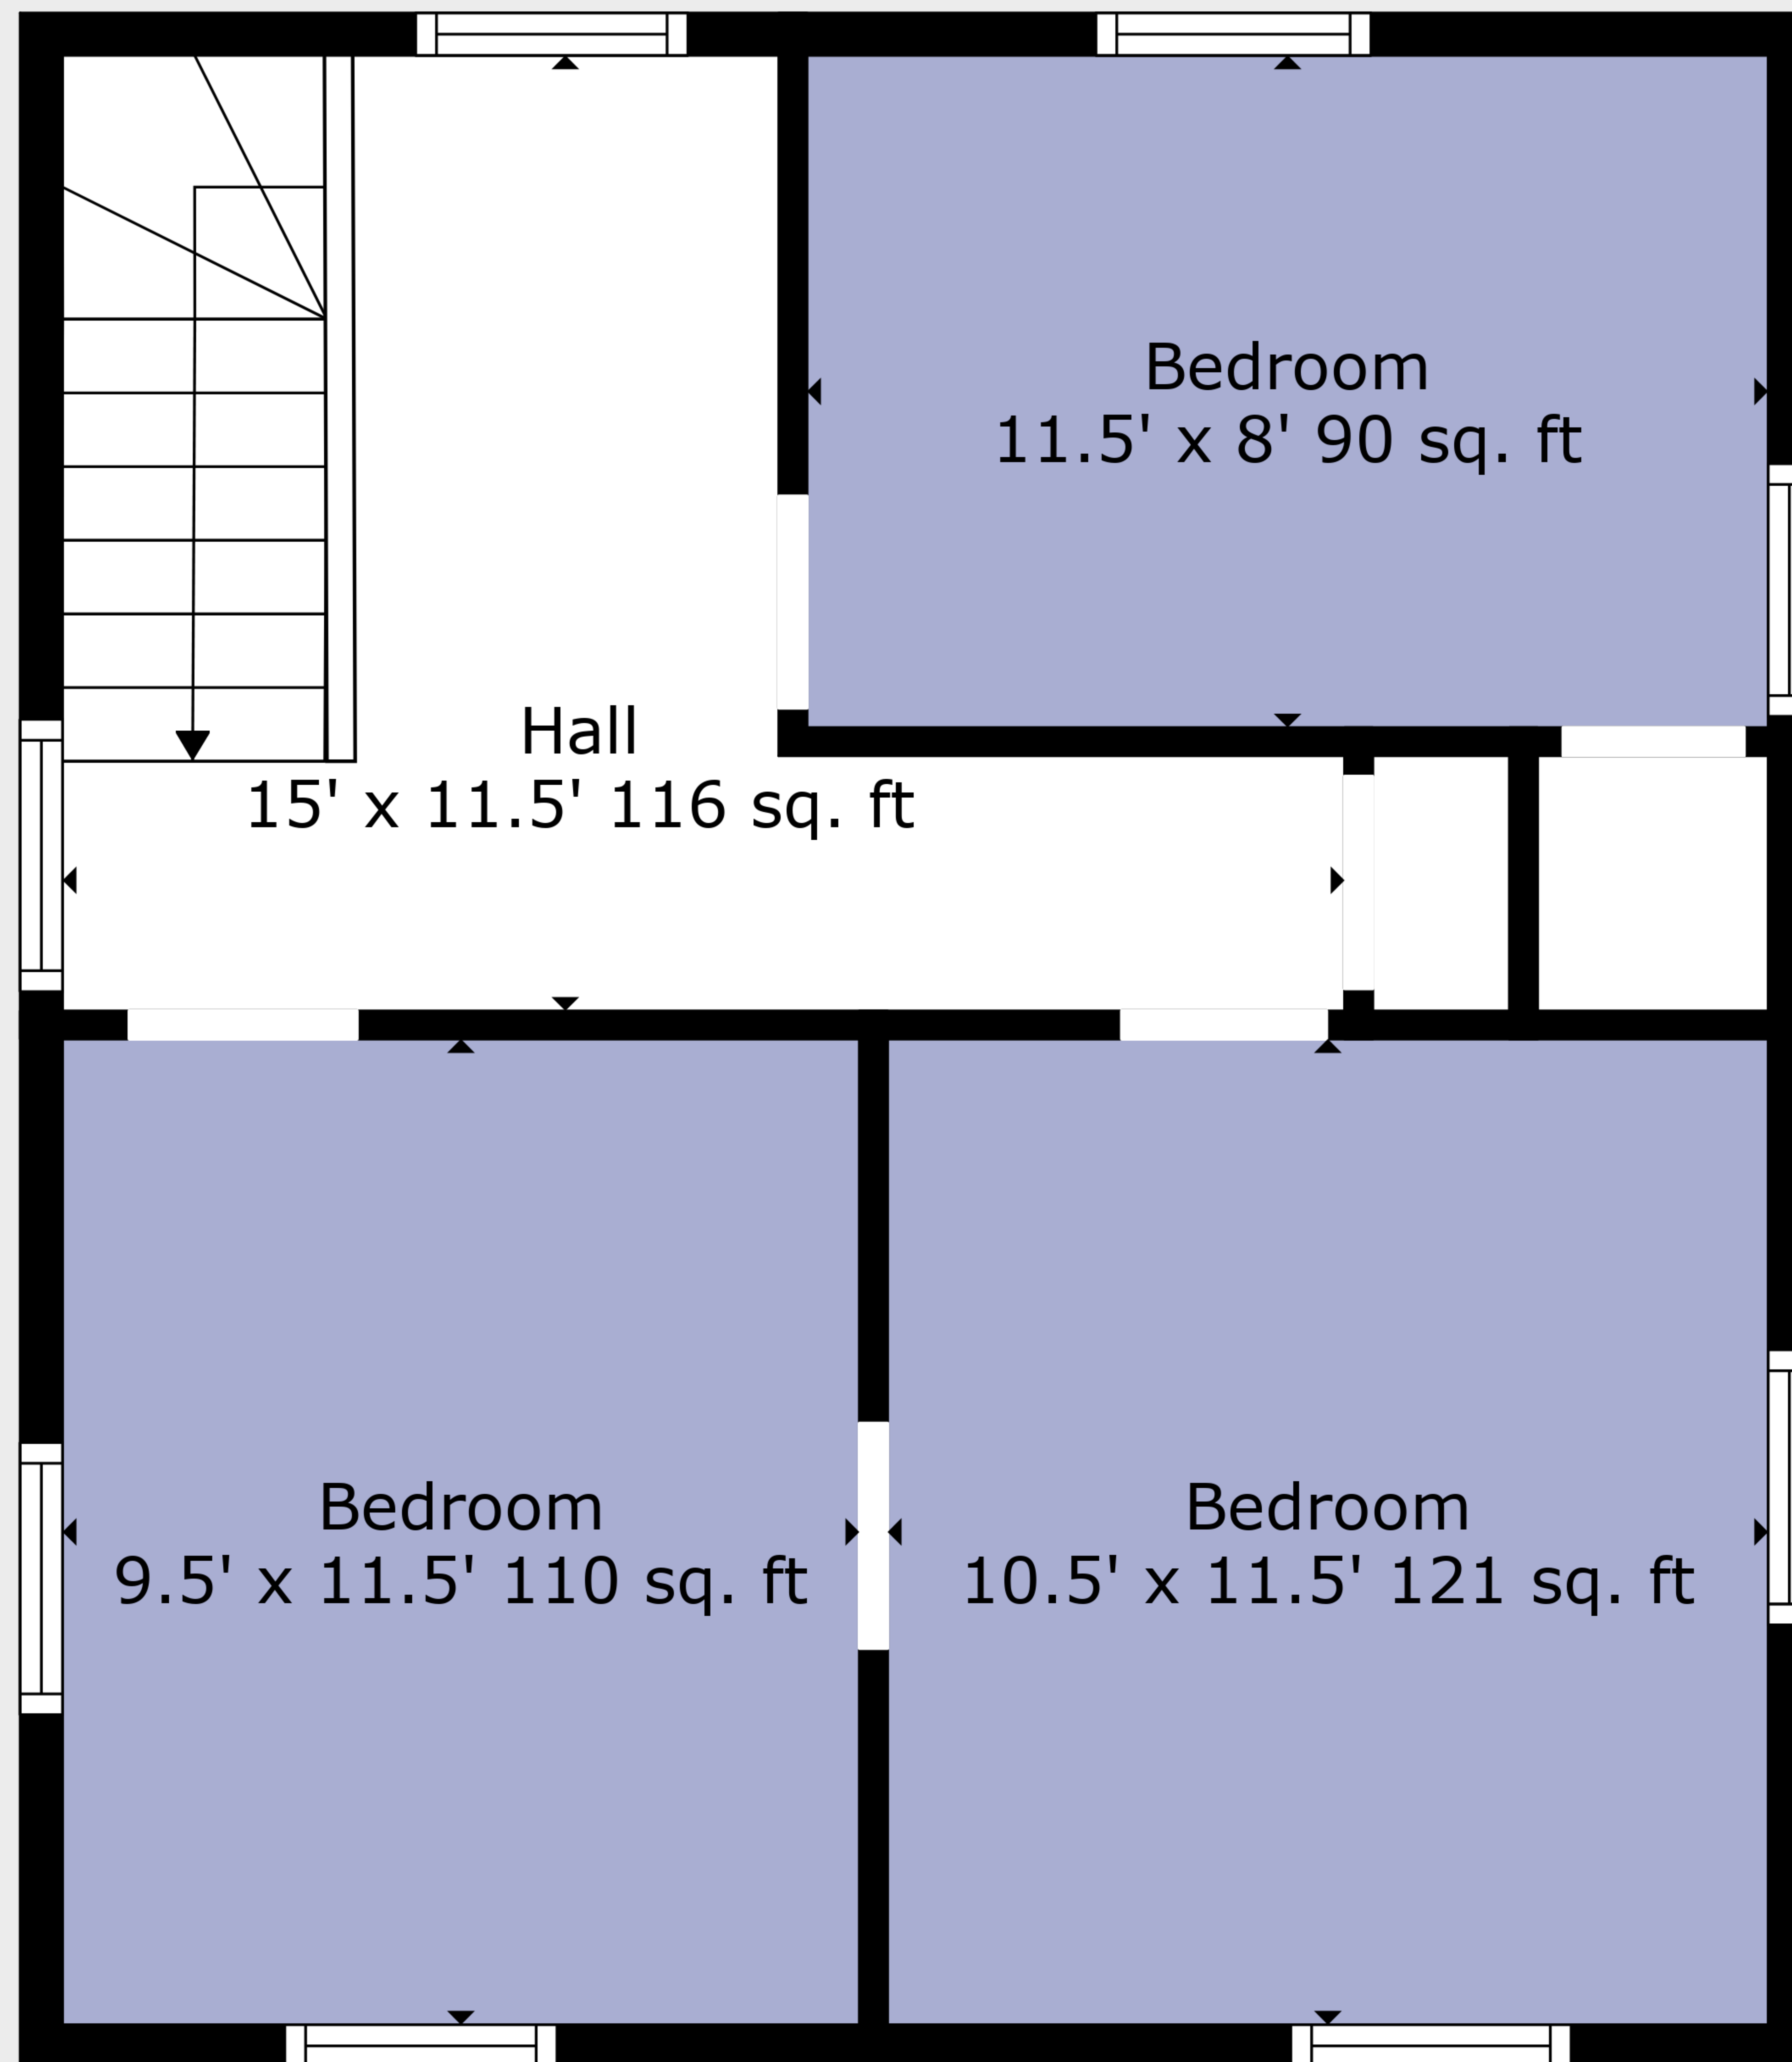 Bedroom
11.5' x 8' 90 sq. ft
Hall
15' x 11.5' 116 sq. ft
Bedroom
9.5' x 11.5' 110 sq. ft
Bedroom
10.5' x 11.5' 121 sq. ft